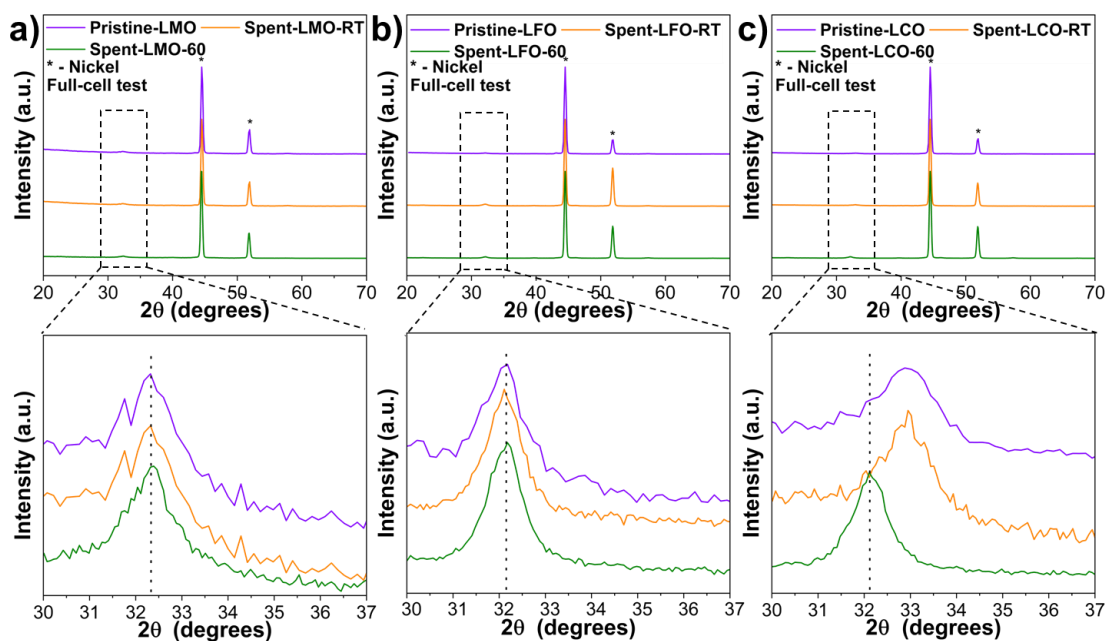 a)
Pristine-LMO Spent-LMO-RT
Spent-LMO-60
* - Nickel
Full-cell test
*
*
Intensity (a.u.)
20 30 40 50 60 70
2θ (degrees)
Intensity (a.u.)
30 31 32 33 34 35 36 37
2θ (degrees)
b)
Pristine-LFO Spent-LFO-RT
Spent-LFO-60
* - Nickel
Full-cell test
*
*
Intensity (a.u.)
20 30 40 50 60 70
2θ (degrees)
Intensity (a.u.)
30 31 32 33 34 35 36 37
2θ (degrees)
c)
Pristine-LCO Spent-LCO-RT
Spent-LCO-60
* - Nickel
Full-cell test
*
*
Intensity (a.u.)
20 30 40 50 60 70
2θ (degrees)
Intensity (a.u.)
30 31 32 33 34 35 36 37
2θ (degrees)